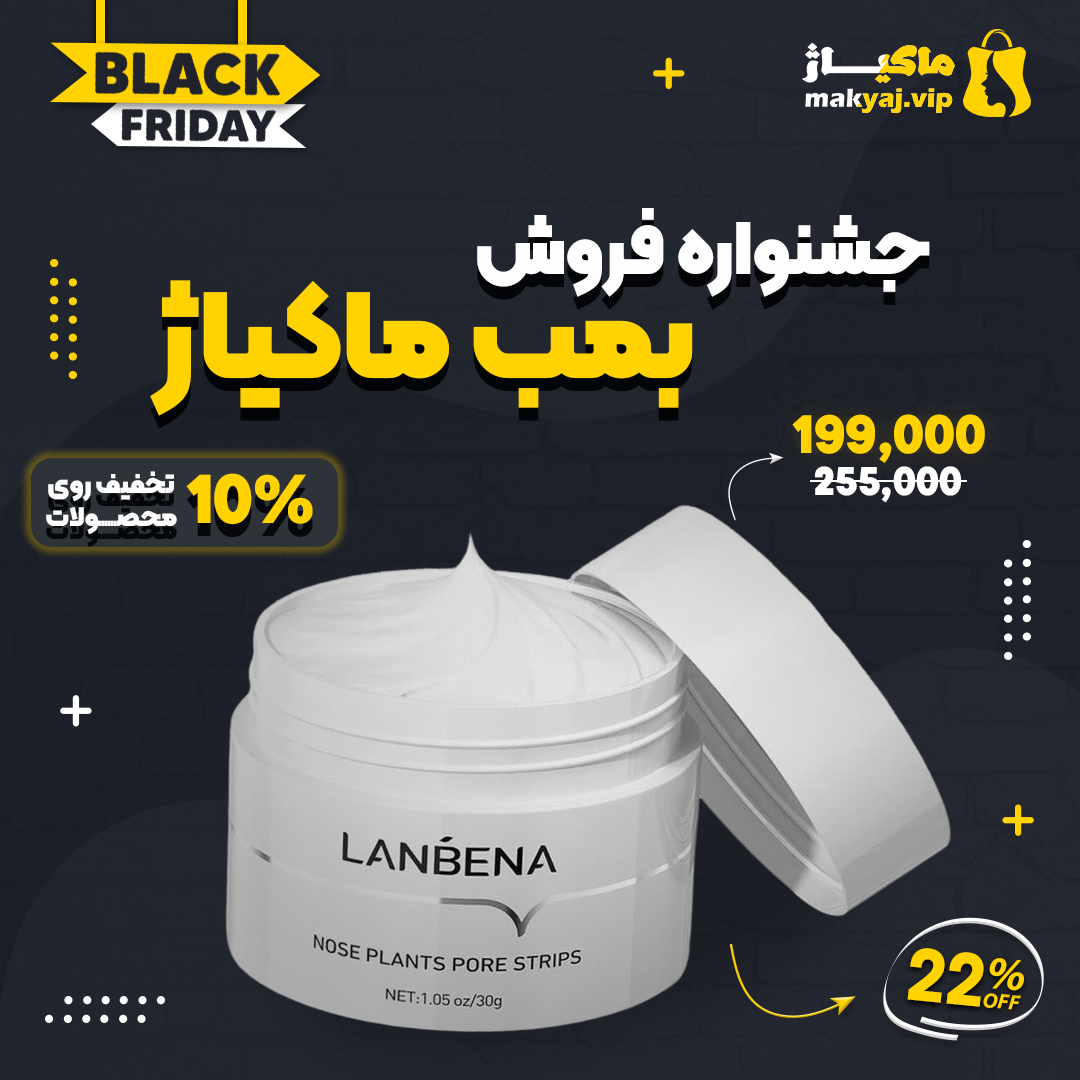 BLACK
FRIDAY
ماکیاژ
makyaj.vip
جشنواره فروش
بمب ماکیاژ
199,000
255,000
10%
تخفیف روی
محصولات
LANBENA
NOSE PLANTS PORE STRIPS
NET:1.05 oz/30g
22%
OFF